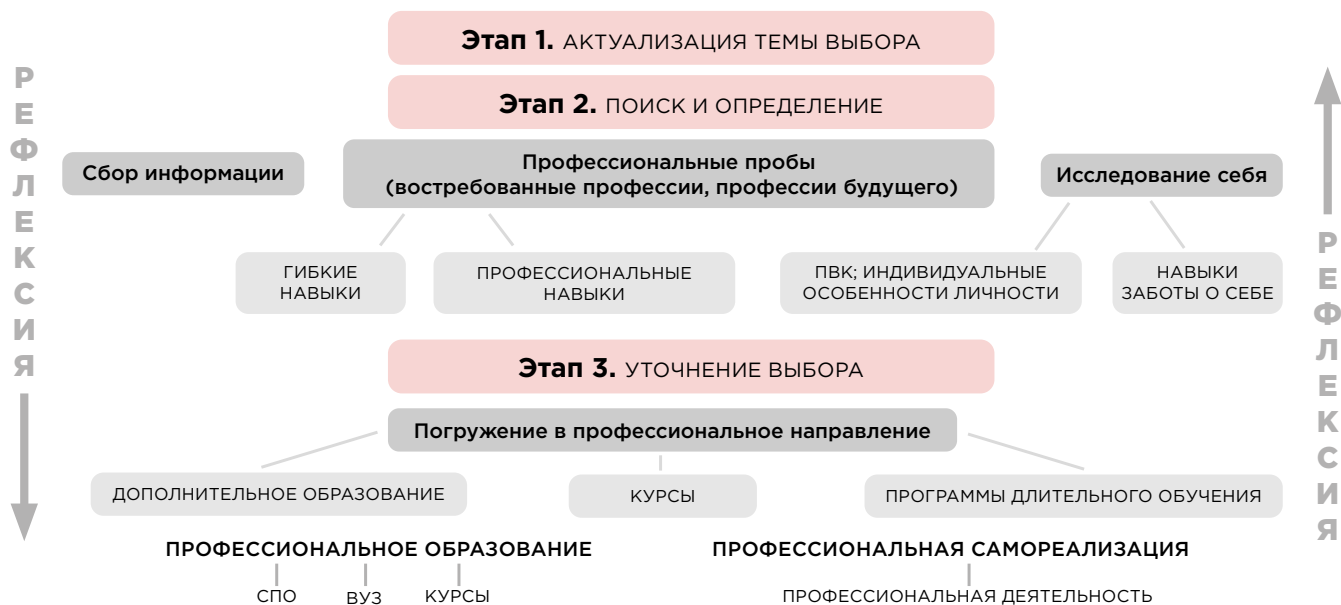 Этап 1. АКТУАЛИЗАЦИЯ ТЕМЫ ВЫБОРА
Этап 2. ПОИСК И ОПРЕДЕЛЕНИЕ
РЕФЛЕКСИЯ
Сбор информации
Профессиональные пробы
(востребованные профессии, профессии будущего)
Исследование себя
РЕФЛЕКСИЯ
ГИБКИЕ
НАВЫКИ
ПРОФЕССИОНАЛЬНЫЕ
НАВЫКИ
ПВК; ИНДИВИДУАЛЬНЫЕ
ОСОБЕННОСТИ ЛИЧНОСТИ
НАВЫКИ
ЗАБОТЫ О СЕБЕ
Этап 3. УТОЧНЕНИЕ ВЫБОРА
Погружение в профессиональное направление
ДОПОЛНИТЕЛЬНОЕ ОБРАЗОВАНИЕ
КУРСЫ
ПРОГРАММЫ ДЛИТЕЛЬНОГО ОБУЧЕНИЯ
ПРОФЕССИОНАЛЬНОЕ ОБРАЗОВАНИЕ
СПО
ВУЗ
КУРСЫ
ПРОФЕССИОНАЛЬНАЯ САМОРЕАЛИЗАЦИЯ
ПРОФЕССИОНАЛЬНАЯ ДЕЯТЕЛЬНОСТЬ